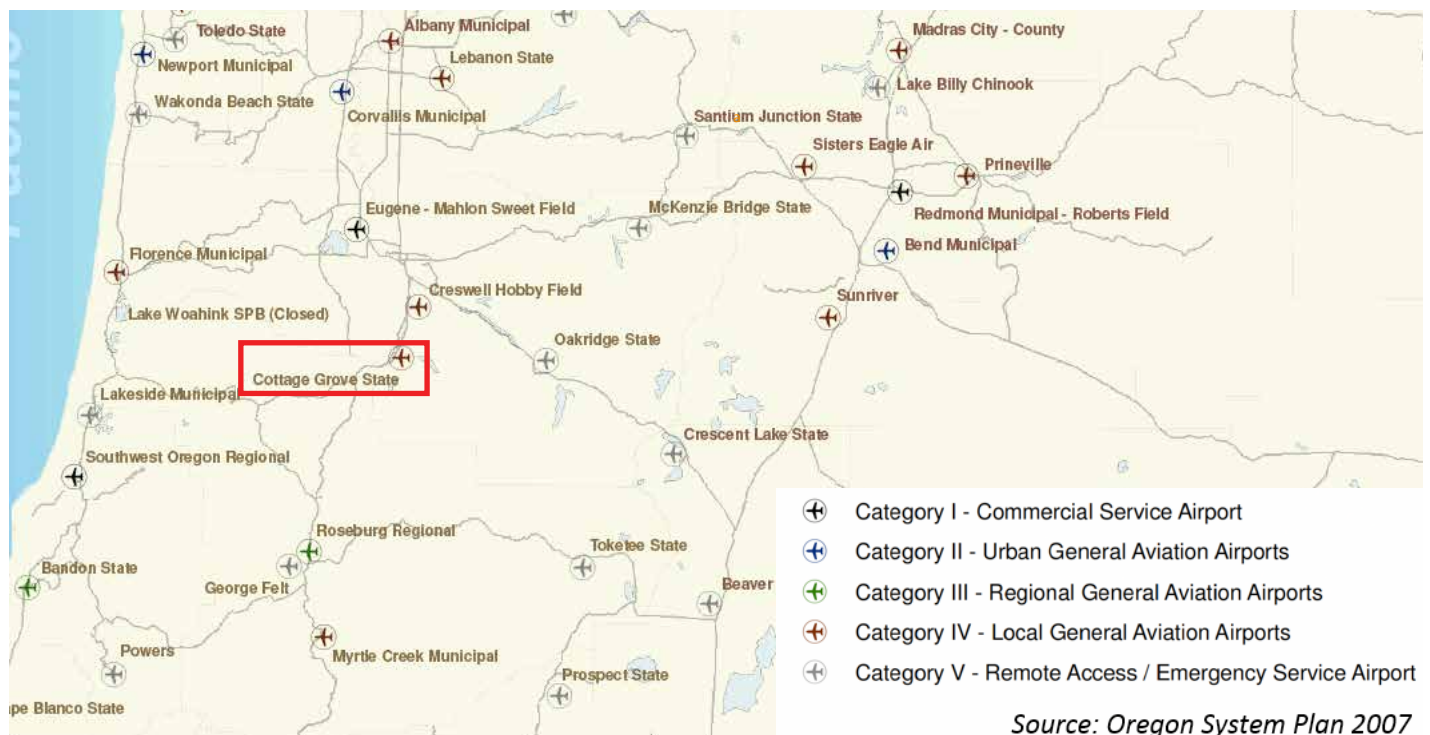 Toledo State
Albany Municipal
Madras City - County
Newport Municipal
Lebanon State
Lake Billy Chinook
Wakonda Beach State
Corvallis Municipal
Santium Junction State
Sisters Eagle Air
Prineville
Eugene - Mahlon Sweet Field
McKenzie Bridge State
Redmond Municipal - Roberts Field
Florence Municipal
Bend Municipal
Creswell Hobby Field
Sunriver
Lake Woahink SPB (Closed)
Oakridge State
Cottage Grove State
Lakeside Municipal
Crescent Lake State
Southwest Oregon Regional
Roseburg Regional
Toketee State
Bandon State
George Felt
Beaver
Powers
Myrtle Creek Municipal
Prospect State
pe Blanco State
Category I - Commercial Service Airport
Category II - Urban General Aviation Airports
Category III - Regional General Aviation Airports
Category IV - Local General Aviation Airports
Category V - Remote Access / Emergency Service Airport
Source: Oregon System Plan 2007